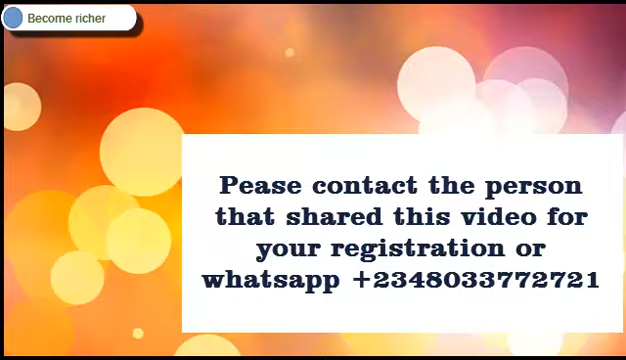 Become richer
Pease contact the person
that shared this video for
your registration or
whatsapp +2348033772721